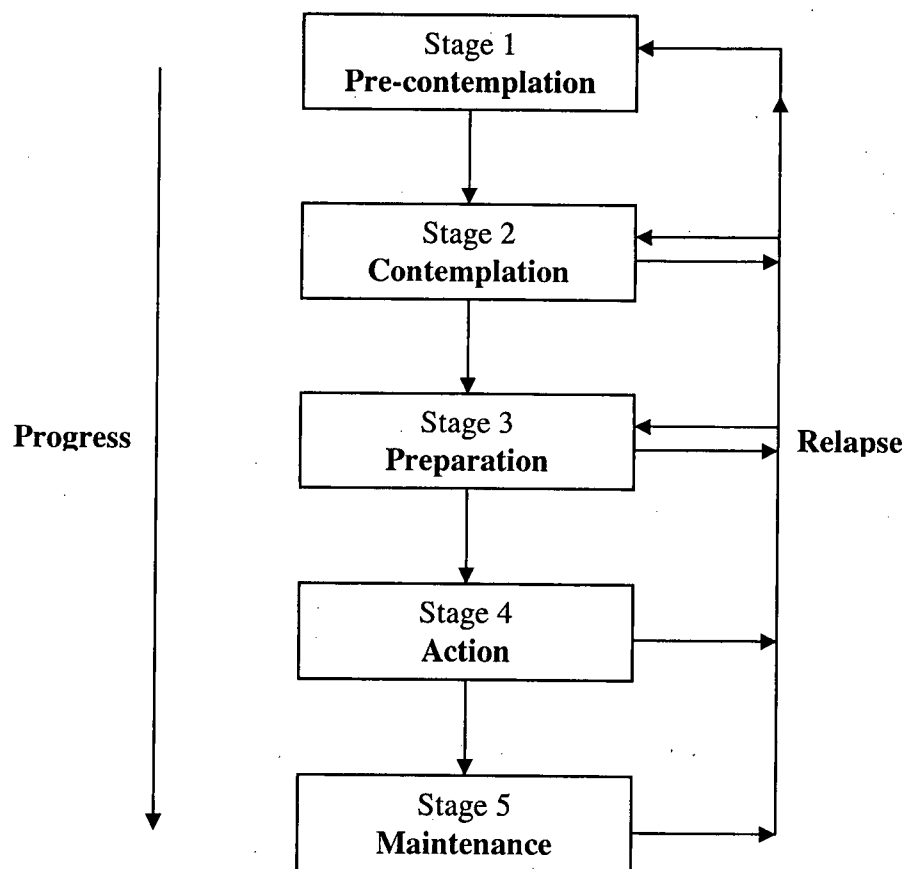 Stage 1
Pre-contemplation
Stage 2
Contemplation
Progress
Stage 3
Preparation
Relapse
Stage 4
Action
Stage 5
Maintenance